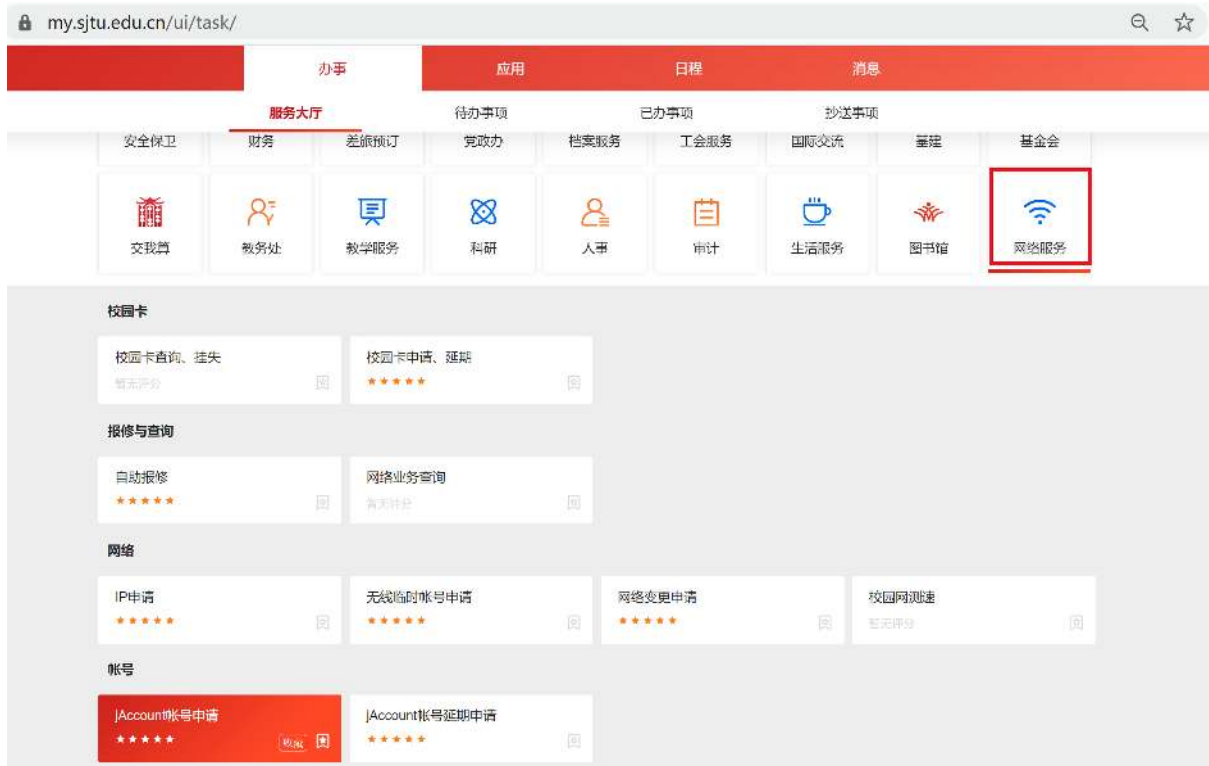 my.sjtu.edu.cn/ui/task/
办事 应用 日程 消息
服务大厅 待办事项 已办事项 抄送事项
安全保卫 财务 差旅预订 党政办 档案服务 工会服务 国际交流 基建 基金会
交我算 教务处 教学服务 科研 人事 审计 生活服务 图书馆 网络服务
校园卡
校园卡查询、挂失 校园卡申请、延期
暂无评分
报修与查询
自助报修 网络业务查询
暂无评分
网络
IP申请 无线临时帐号申请 网络变更申请 校园网测速
暂无评分
帐号
jAccount帐号申请 jAccount帐号延期申请
收藏